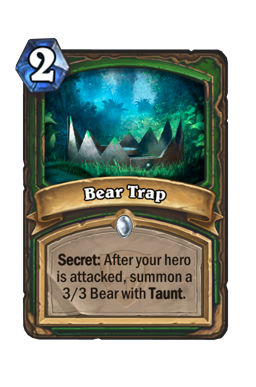 2
Bear Trap
Secret: After your hero
is attacked, summon a
3/3 Bear with Taunt.